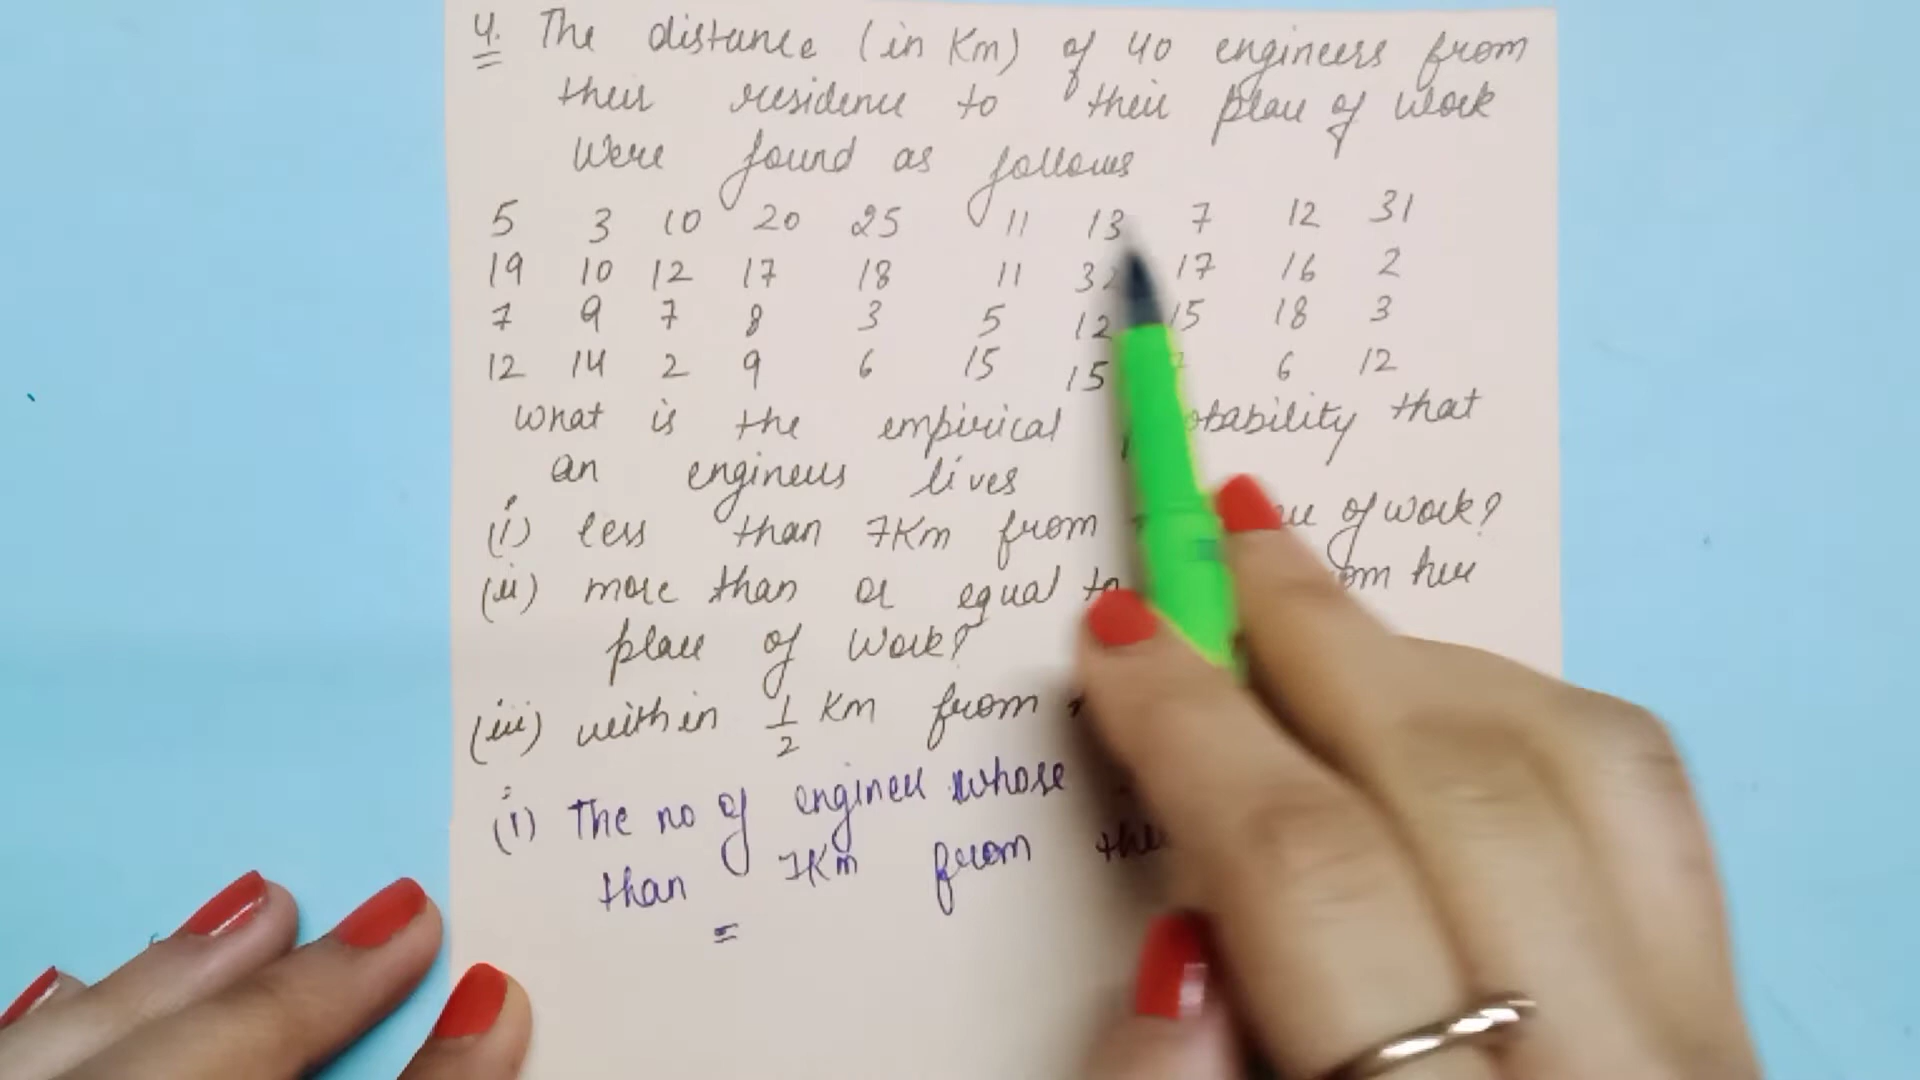 4. The distance (in Km) of 40 engineers from
their residence to their place of work
were found as follows
5 3 10 20 25 11 13 7 12 31
19 10 12 17 18 11 32 17 16 2
7 9 7 8 3 5 12 15 18 3
12 14 2 9 6 15 15 6 12
what is the empirical that
an engineers lives
(i) less than 7Km from of work?
(ii) more than or equal to her
place of work?
(iii) within 1/2 Km from
(i) The no of engineer whose
than 7Km from
=